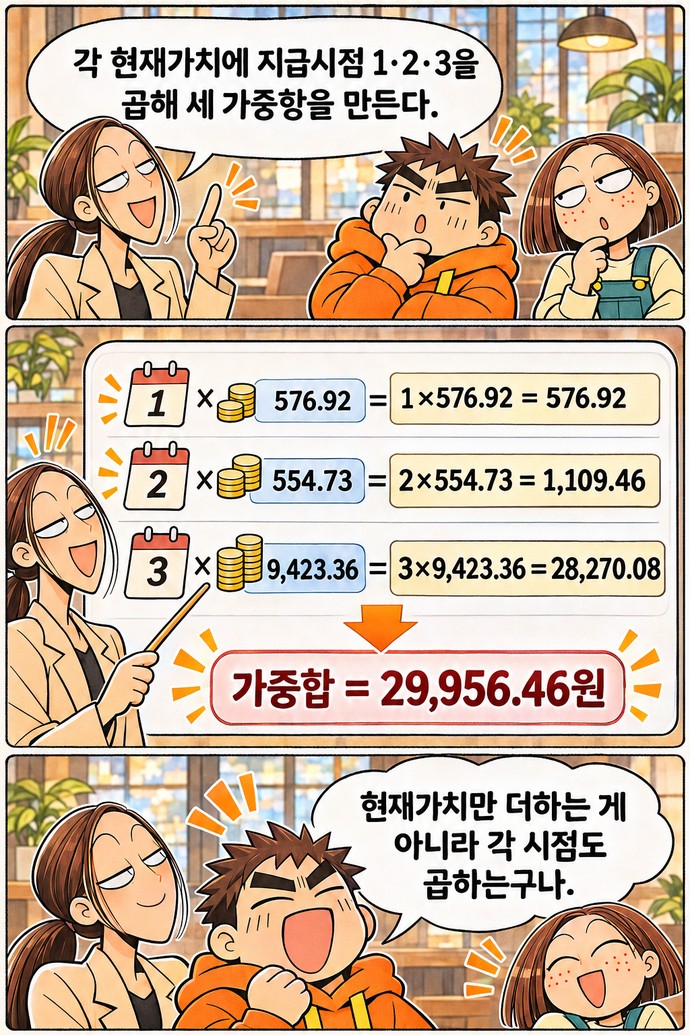 각 현재가치에 지급시점 1·2·3을
곱해 세 가중항을 만든다.
1 × 576.92 = 1×576.92 = 576.92
2 × 554.73 = 2×554.73 = 1,109.46
3 × 9,423.36 = 3×9,423.36 = 28,270.08
가중합 = 29,956.46원
현재가치만 더하는 게
아니라 각 시점도
곱하는구나.